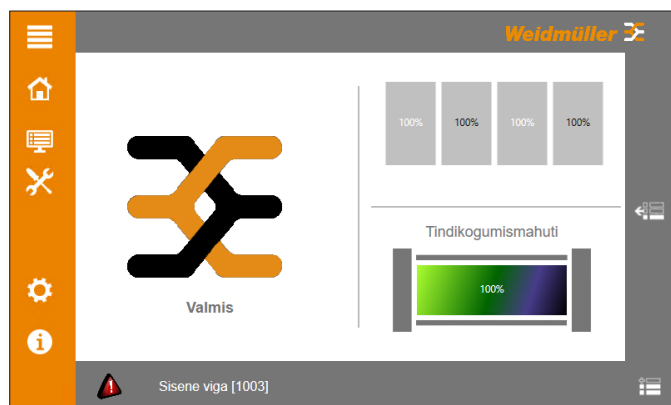 Weidmüller
100% 100% 100% 100%
Tindikogumismahuti
100%
Valmis
Sisene viga [1003]